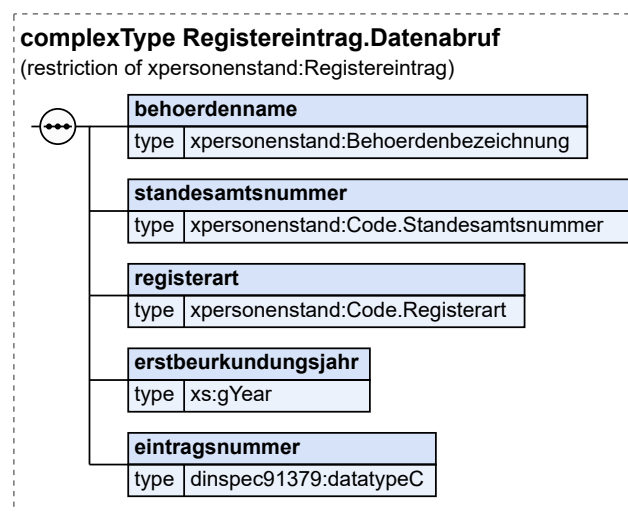 complexType Registereintrag.Datenabruf
(restriction of xpersonenstand:Registereintrag)
behoerdenname
type xpersonenstand:Behoerdenbezeichnung
standesamtsnummer
type xpersonenstand:Code.Standesamtsnummer
registerart
type xpersonenstand:Code.Registerart
erstbeurkundungsjahr
type xs:gYear
eintragsnummer
type dinspec91379:datatypeC